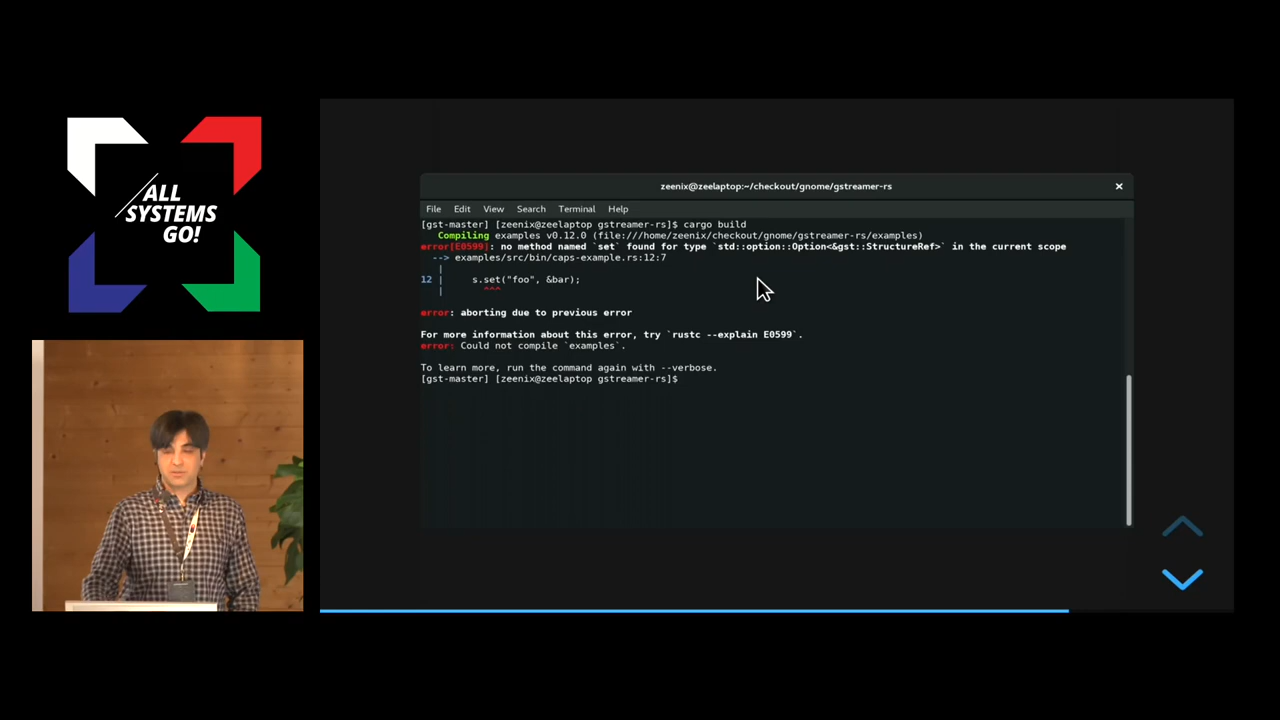 ALL
SYSTEMS
GO!
zeenix@zeelaptop:~/checkout/gnome/gstreamer-rs
File Edit View Search Terminal Help
[gst-master] [zeenix@zeelaptop gstreamer-rs]$ cargo build
Compiling examples v0.12.0 (file:///home/zeenix/checkout/gnome/gstreamer-rs/examples)
error[E0599]: no method named `set` found for type `std::option::Option<&gst::StructureRef>` in the current scope
--> examples/src/bin/caps-example.rs:12:7
|
12 | s.set("foo", &bar);
| ^^^
error: aborting due to previous error
For more information about this error, try `rustc --explain E0599`.
error: Could not compile `examples`.
To learn more, run the command again with --verbose.
[gst-master] [zeenix@zeelaptop gstreamer-rs]$